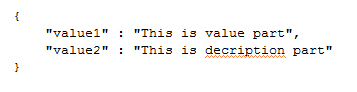 {
"value1" : "This is value part",
"value2" : "This is decription part"
}